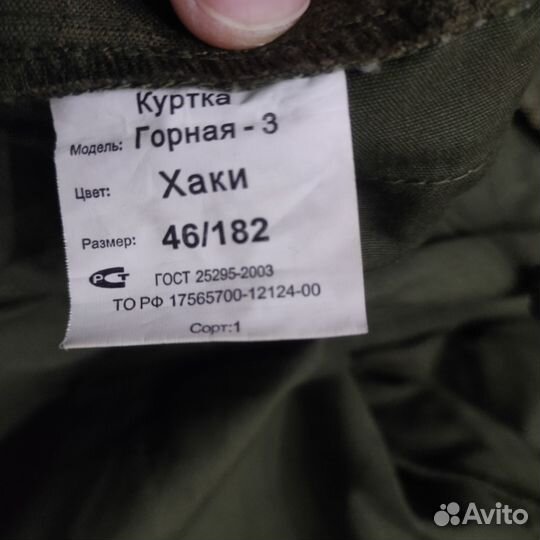 Куртка
Модель: Горная - 3
Цвет: Хаки
Размер: 46/182
РСТ ГОСТ 25295-2003
ТО РФ 17565700-12124-00
Сорт:1
Avito